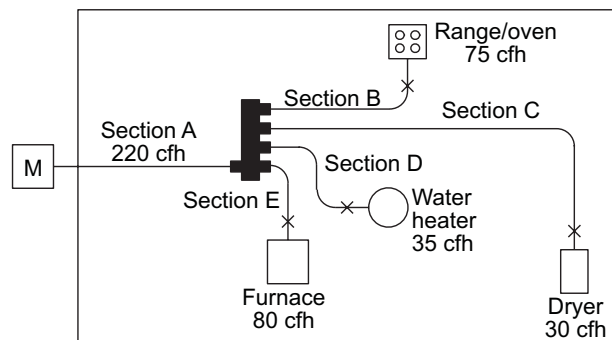 Range/oven
75 cfh
Section B
Section C
Section A
220 cfh
M
Section D
Section E
Water
heater
35 cfh
Furnace
80 cfh
Dryer
30 cfh